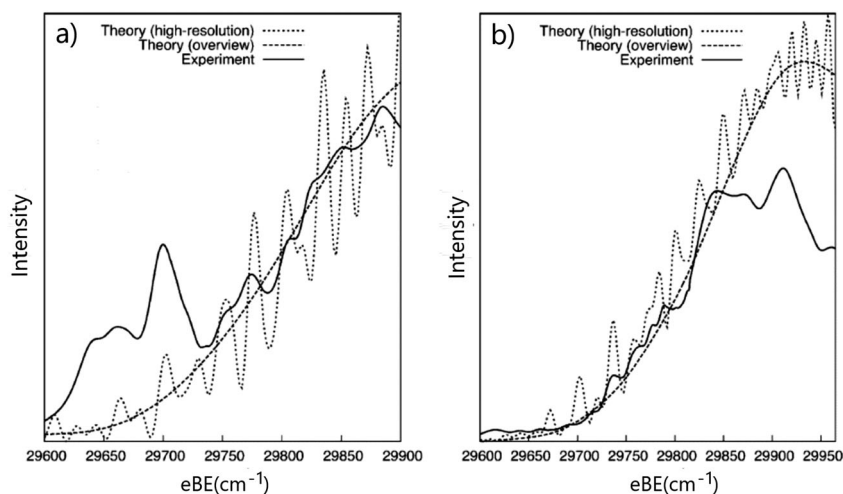 a)
Theory (high-resolution)
Theory (overview)
Experiment
Intensity
29600 29650 29700 29750 29800 29850 29900
eBE(cm⁻¹)
b)
Theory (high-resolution)
Theory (overview)
Experiment
Intensity
29600 29650 29700 29750 29800 29850 29900 29950
eBE(cm⁻¹)